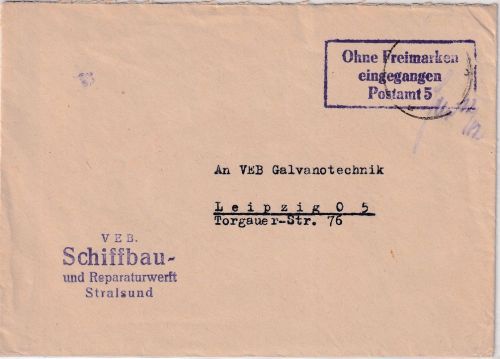 Ohne Freimarken
eingegangen
Postamt 5
An VEB Galvanotechnik
Leipzig O 5
Torgauer-Str. 76
VEB.
Schiffbau-
und Reparaturwerft
Stralsund